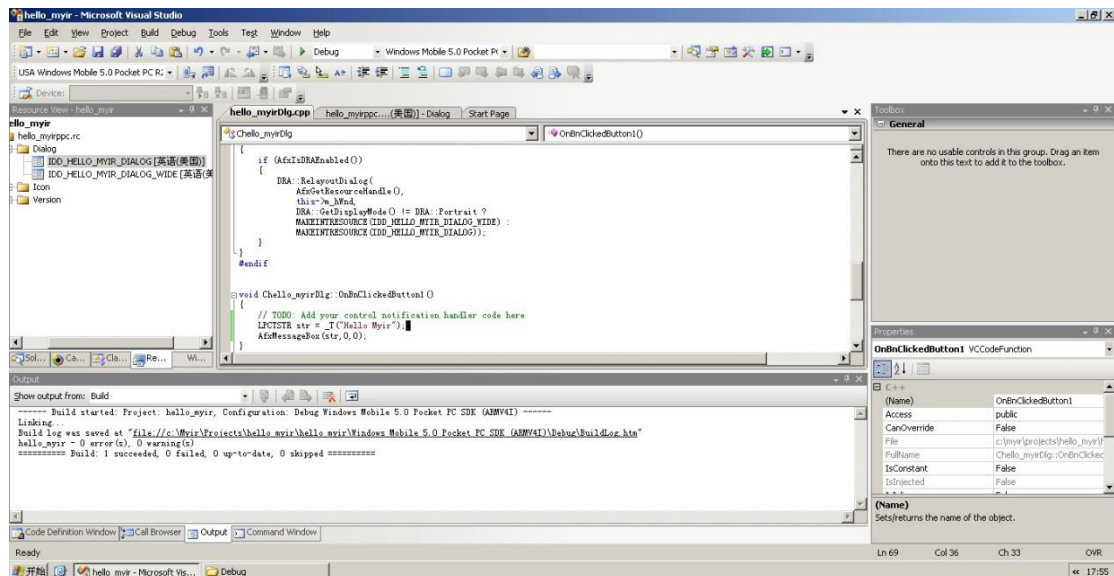 hello_myir - Microsoft Visual Studio
File Edit View Project Build Debug Tools Test Window Help
Debug Windows Mobile 5.0 Pocket P
USA Windows Mobile 5.0 Pocket PC R
Device:
Resource View - hello_myir
ello_myir
hello_myirppc.rc
Dialog
IDD_HELLO_MYIR_DIALOG [英语(美国)]
IDD_HELLO_MYIR_DIALOG_WIDE [英语(美
Icon
Version
Sol... Ca... Cla... Re... Wi...
hello_myirDlg.cpp hello_myirppc....(美国)] - Dialog Start Page
Chello_myirDlg OnBnClickedButton1()
{
if (AfxIsDRAEnabled())
{
DRA::RelayoutDialog(
AfxGetResourceHandle(),
this->m_hWnd,
DRA::GetDisplayMode() != DRA::Portrait ?
MAKEINTRESOURCE(IDD_HELLO_MYIR_DIALOG_WIDE) :
MAKEINTRESOURCE(IDD_HELLO_MYIR_DIALOG));
}
}
#endif
void Chello_myirDlg::OnBnClickedButton1()
{
// TODO: Add your control notification handler code here
LPCTSTR str = _T("Hello Myir");
AfxMessageBox(str,0,0);
}
Toolbox
General
There are no usable controls in this group. Drag an item
onto this text to add it to the toolbox.
Properties
OnBnClickedButton1 VCCodeFunction
C++
(Name) OnBnClickedButton1
Access public
CanOverride False
File c:\myir\projects\hello_myir\h
FullName Chello_myirDlg::OnBnClicked
IsConstant False
IsInjected False
(Name)
Sets/returns the name of the object.
Output
Show output from: Build
------ Build started: Project: hello_myir, Configuration: Debug Windows Mobile 5.0 Pocket PC SDK (ARMV4I) ------
Linking...
Build log was saved at "file://c:\Myir\Projects\hello_myir\hello_myir\Windows Mobile 5.0 Pocket PC SDK (ARMV4I)\Debug\BuildLog.htm"
hello_myir - 0 error(s), 0 warning(s)
========== Build: 1 succeeded, 0 failed, 0 up-to-date, 0 skipped ==========
Code Definition Window Call Browser Output Command Window
Ready Ln 69 Col 36 Ch 33 OVR
开始 hello_myir - Microsoft Vis... Debug 17:55